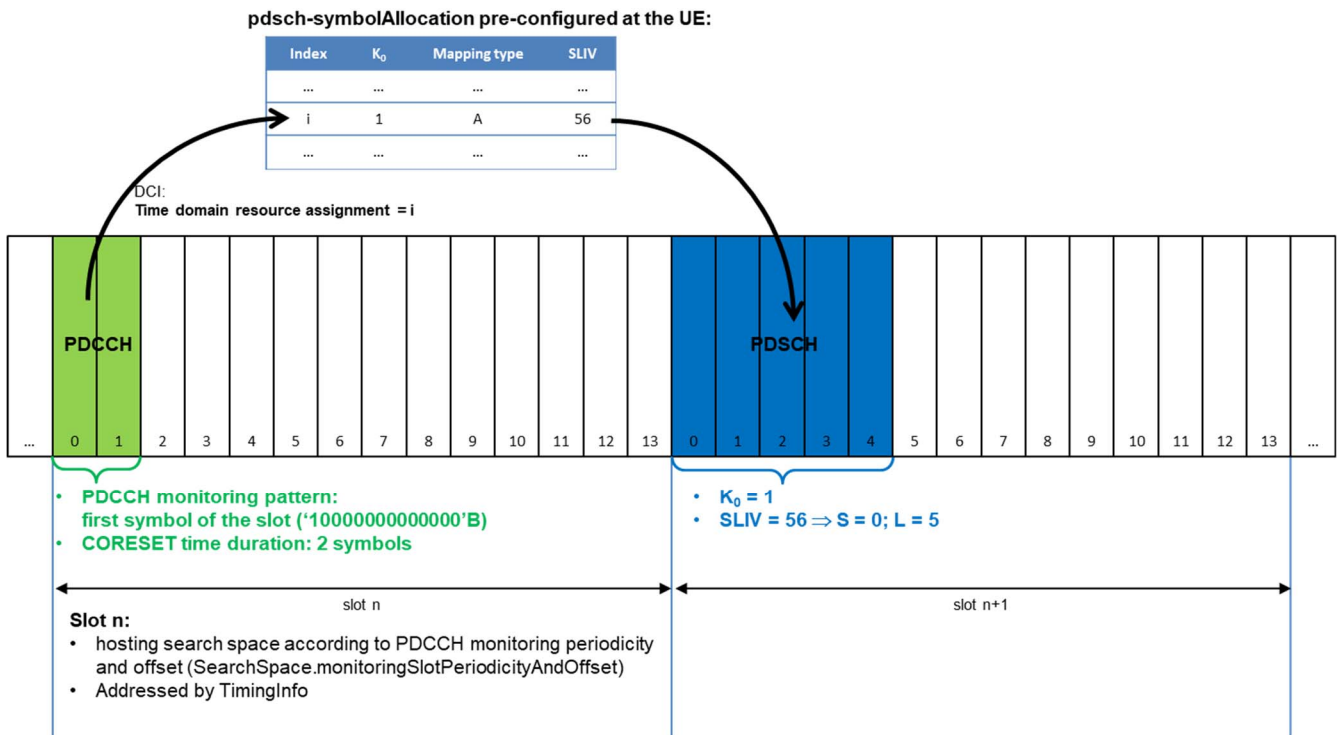 pdsch-symbolAllocation pre-configured at the UE:
Index K₀ Mapping type SLIV
... ... ... ...
i 1 A 56
... ... ... ...
DCI:
Time domain resource assignment = i
PDCCH PDSCH
... 0 1 2 3 4 5 6 7 8 9 10 11 12 13 0 1 2 3 4 5 6 7 8 9 10 11 12 13 ...
• PDCCH monitoring pattern:
first symbol of the slot (‘10000000000000’B)
• CORESET time duration: 2 symbols
• K₀ = 1
• SLIV = 56 ⇒ S = 0; L = 5
slot n slot n+1
Slot n:
• hosting search space according to PDCCH monitoring periodicity
and offset (SearchSpace.monitoringSlotPeriodicityAndOffset)
• Addressed by TimingInfo